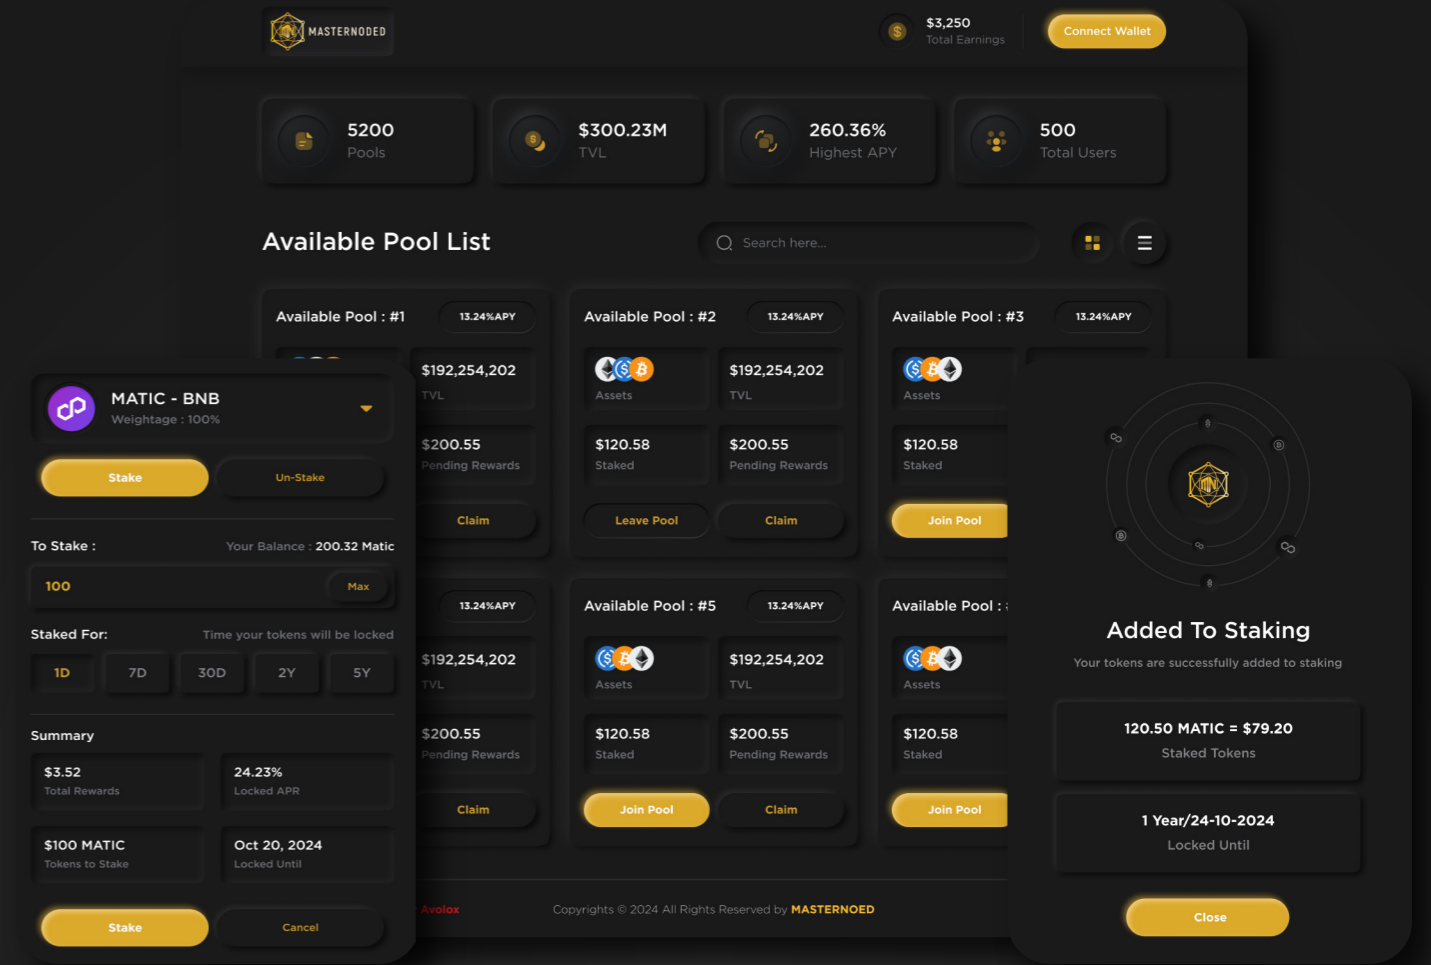 MASTERNODED
$3,250
Total Earnings
Connect Wallet
5200
Pools
$300.23M
TVL
260.36%
Highest APY
500
Total Users
Available Pool List
Search here...
Available Pool : #1
13.24%APY
$192,254,202
TVL
$200.55
Pending Rewards
Claim
Available Pool : #2
13.24%APY
Assets
$192,254,202
TVL
$120.58
Staked
$200.55
Pending Rewards
Leave Pool
Claim
Available Pool : #3
13.24%APY
Assets
$120.58
Staked
Join Pool
13.24%APY
$192,254,202
TVL
$200.55
Pending Rewards
Claim
Available Pool : #5
13.24%APY
Assets
$192,254,202
TVL
$120.58
Staked
$200.55
Pending Rewards
Join Pool
Claim
Available Pool :
Assets
$120.58
Staked
Join Pool
MATIC - BNB
Weightage : 100%
Stake
Un-Stake
To Stake :
Your Balance : 200.32 Matic
100
Max
Staked For:
Time your tokens will be locked
1D
7D
30D
2Y
5Y
Summary
$3.52
Total Rewards
24.23%
Locked APR
$100 MATIC
Tokens to Stake
Oct 20, 2024
Locked Until
Stake
Cancel
Added To Staking
Your tokens are successfully added to staking
120.50 MATIC = $79.20
Staked Tokens
1 Year/24-10-2024
Locked Until
Close
Avolox
Copyrights © 2024 All Rights Reserved by MASTERNOED